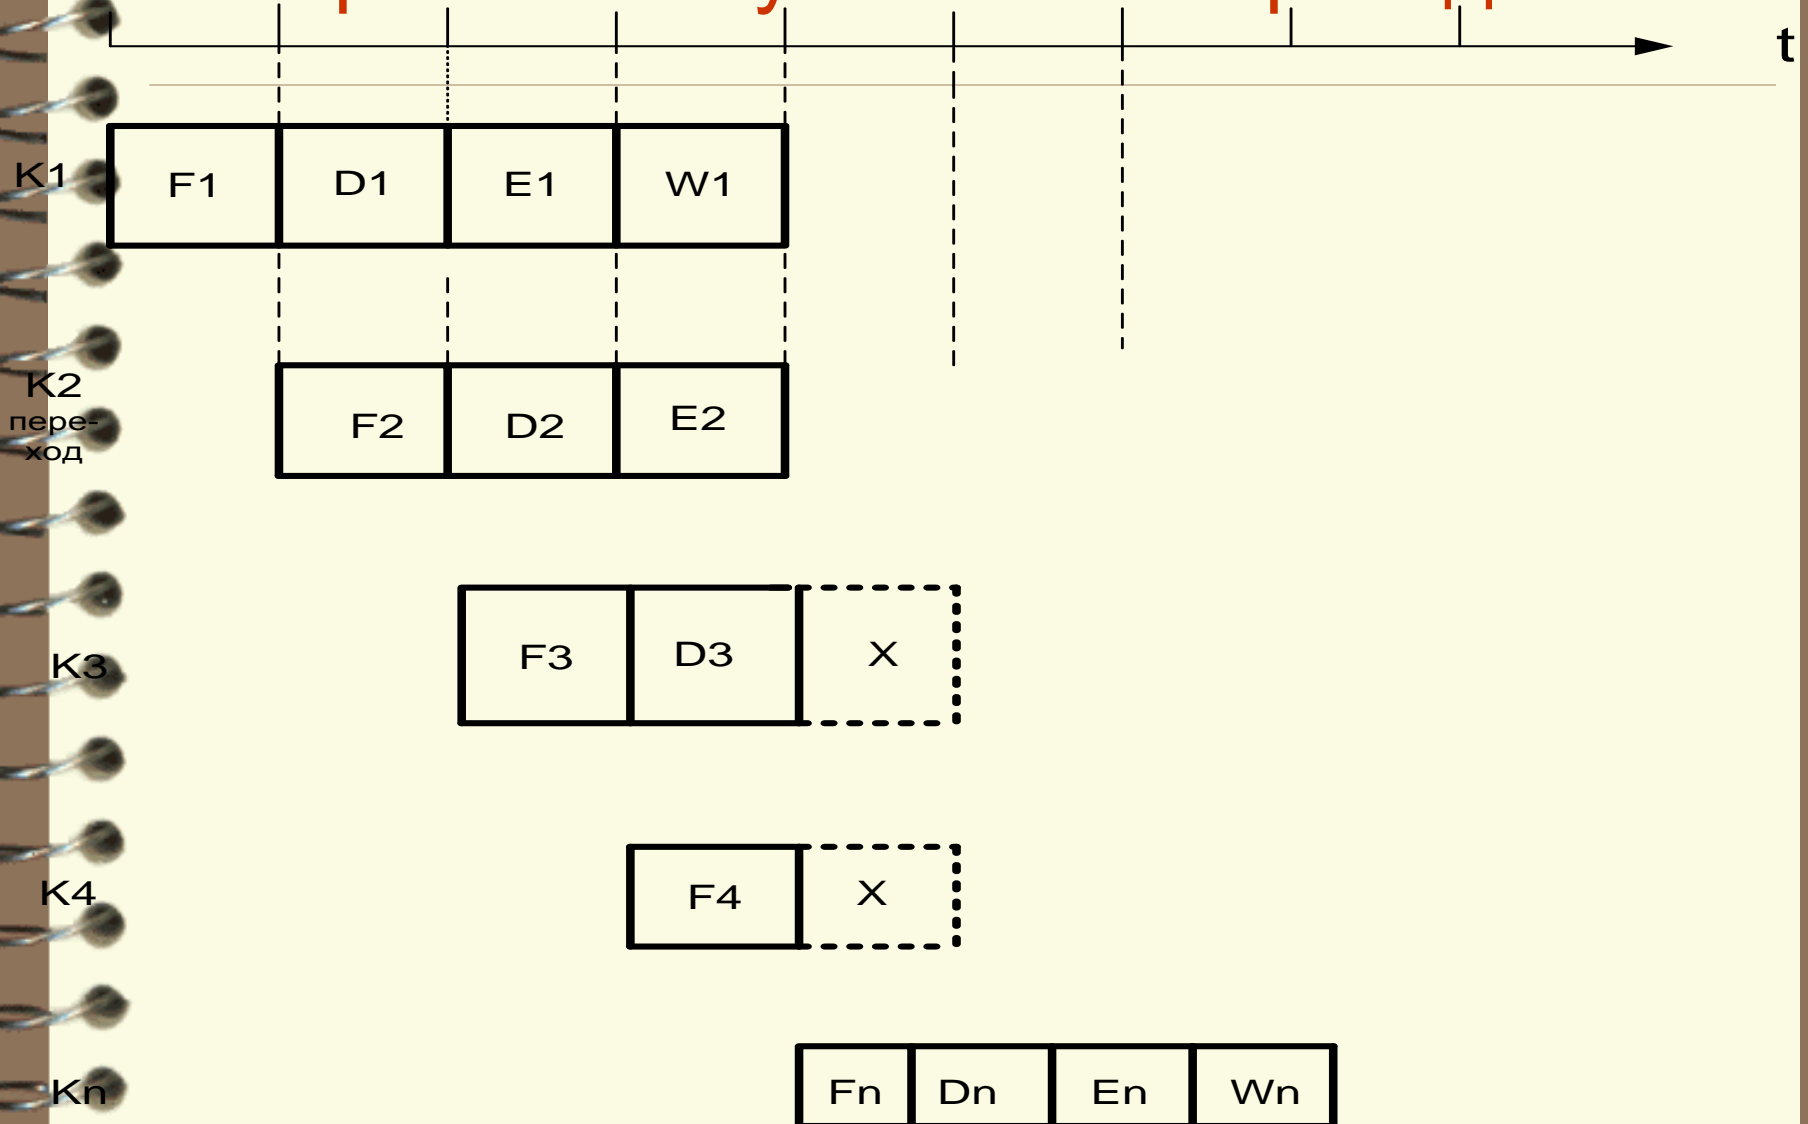 t
K1 F1 D1 E1 W1
K2
пере-
ход
F2 D2 E2
K3 F3 D3 X
K4 F4 X
Kn Fn Dn En Wn